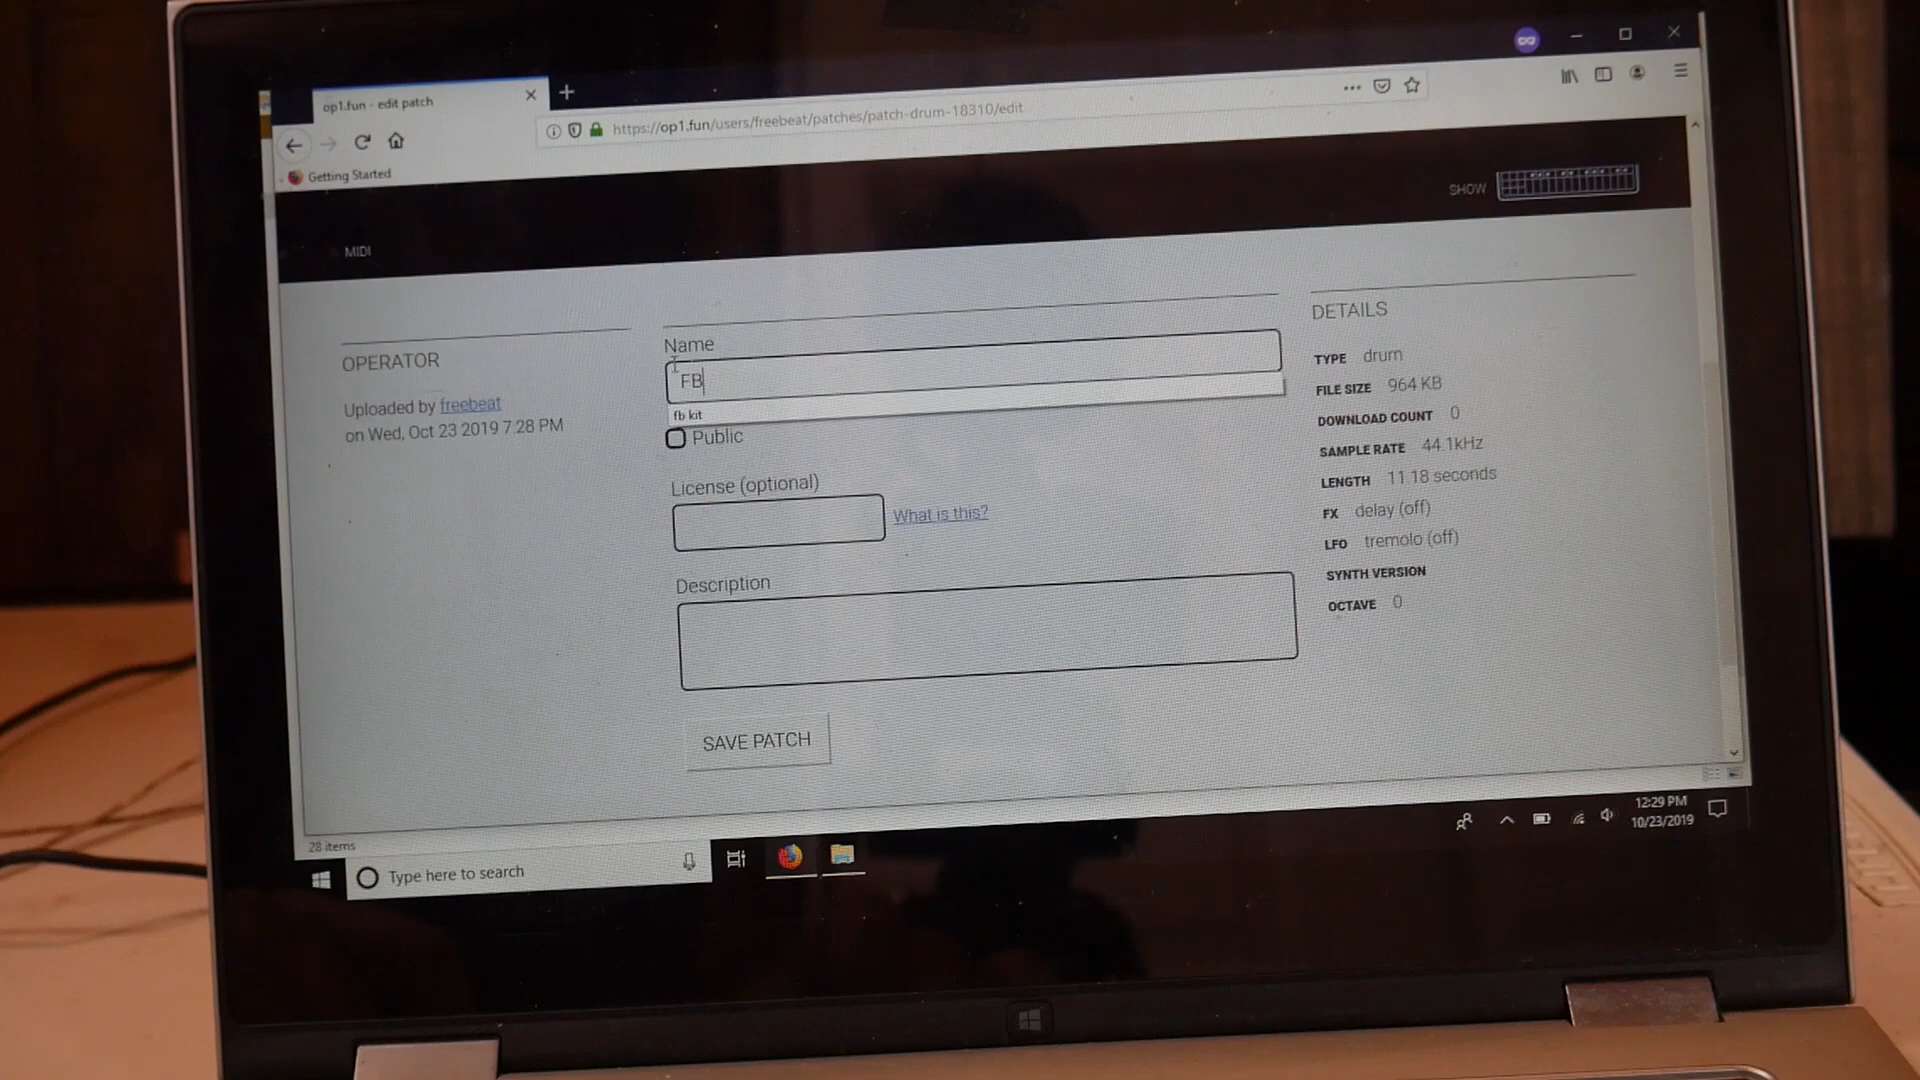 op1.fun - edit patch
https://op1.fun/users/freebeat/patches/patch-drum-18310/edit
Getting Started
SHOW
MIDI
OPERATOR
Uploaded by freebeat
on Wed, Oct 23 2019 7:28 PM
Name
FB
fb kit
Public
License (optional)
What is this?
Description
SAVE PATCH
DETAILS
TYPE drum
FILE SIZE 964 KB
DOWNLOAD COUNT 0
SAMPLE RATE 44.1kHz
LENGTH 11.18 seconds
FX delay (off)
LFO tremolo (off)
SYNTH VERSION
OCTAVE 0
28 items
Type here to search
12:29 PM
10/23/2019